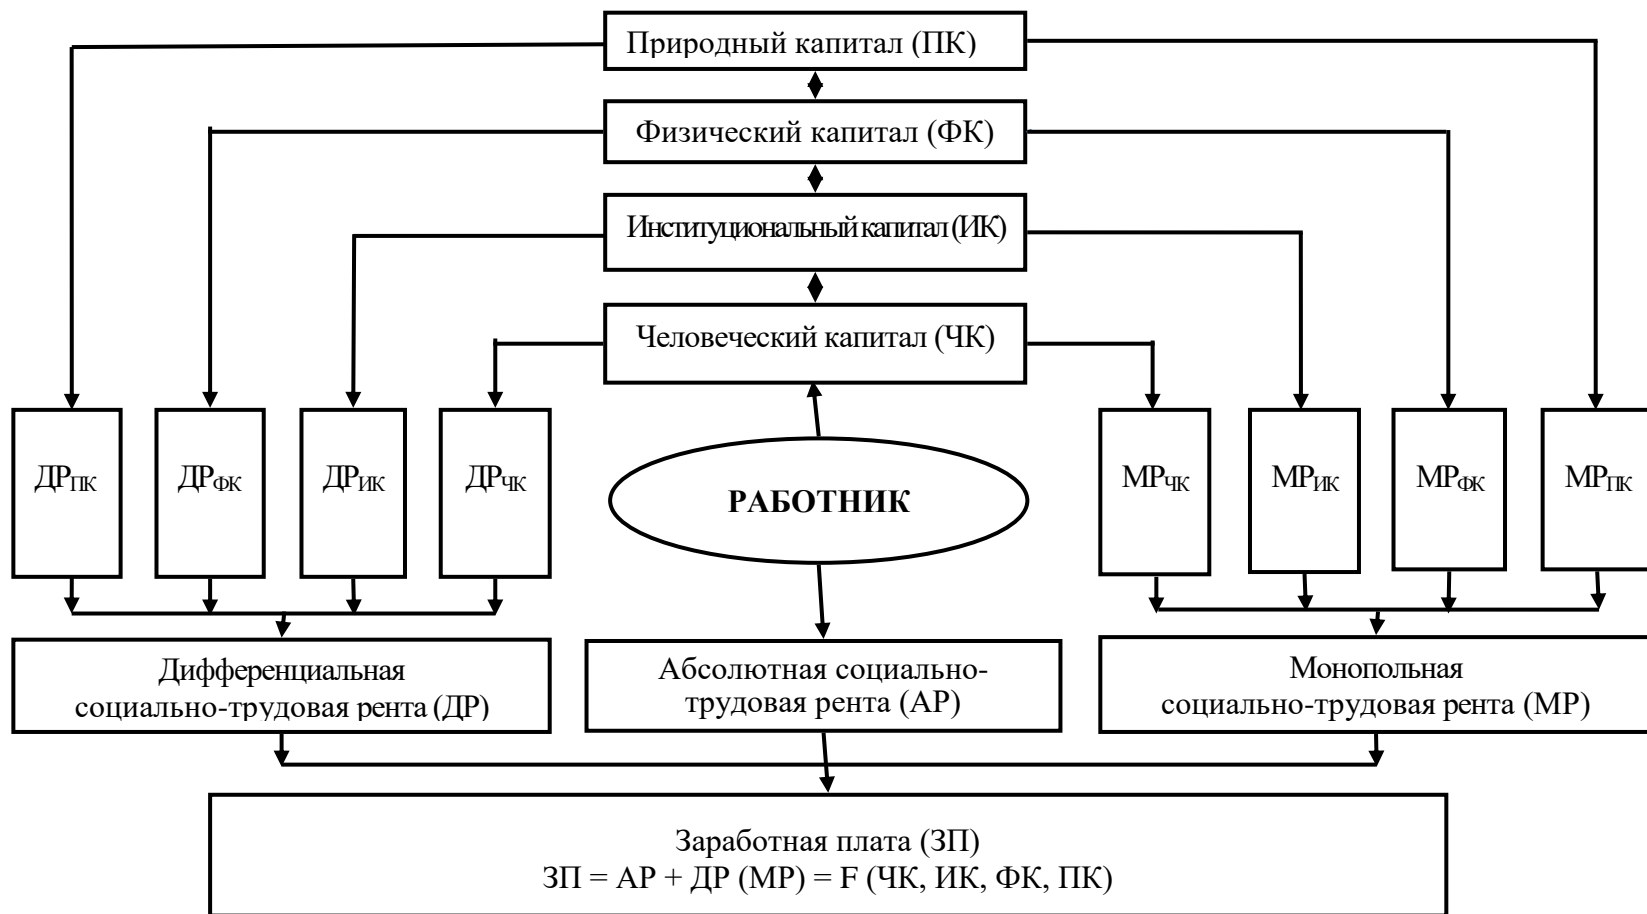 Природный капитал (ПК)
Физический капитал (ФК)
Институциональный капитал (ИК)
Человеческий капитал (ЧК)
ДРПК
ДРФК
ДРИК
ДРЧК
РАБОТНИК
МРЧК
МРИК
МРФК
МРПК
Дифференциальная
социально-трудовая рента (ДР)
Абсолютная социально-
трудовая рента (АР)
Монопольная
социально-трудовая рента (МР)
Заработная плата (ЗП)
ЗП = АР + ДР (МР) = F (ЧК, ИК, ФК, ПК)